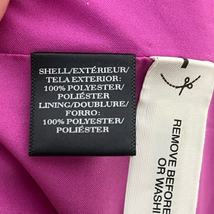 SHELL/EXTÉRIEUR/
TELA EXTERIOR:
100% POLYESTER/
POLIÉSTER
LINING/DOUBLURE/
FORRO:
100% POLYESTER/
POLIÉSTER
REMOVE BEFORE
OR WASHI